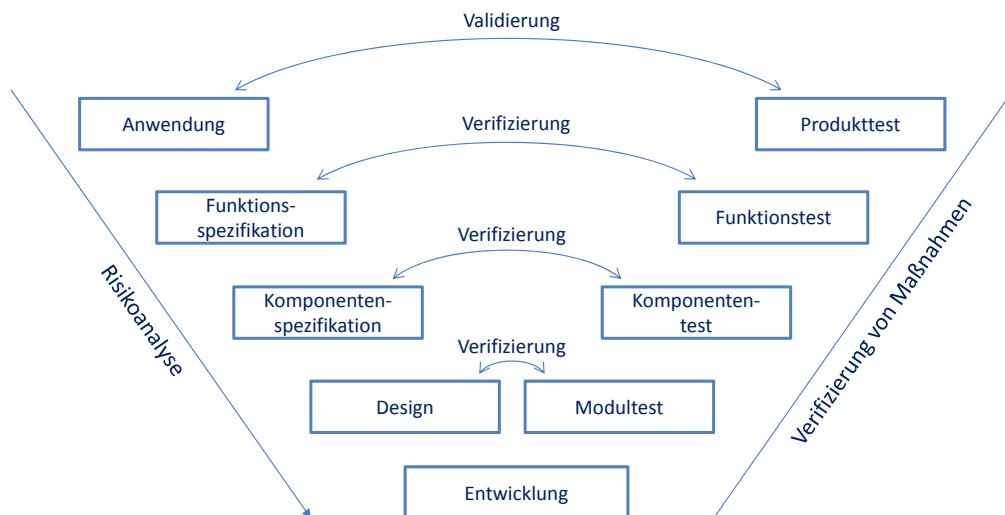 Validierung
Anwendung
Produkttest
Verifizierung
Funktions-
spezifikation
Funktionstest
Verifizierung
Komponenten-
spezifikation
Komponenten-
test
Verifizierung
Design
Modultest
Entwicklung
Risikoanalyse
Verifizierung von Maßnahmen